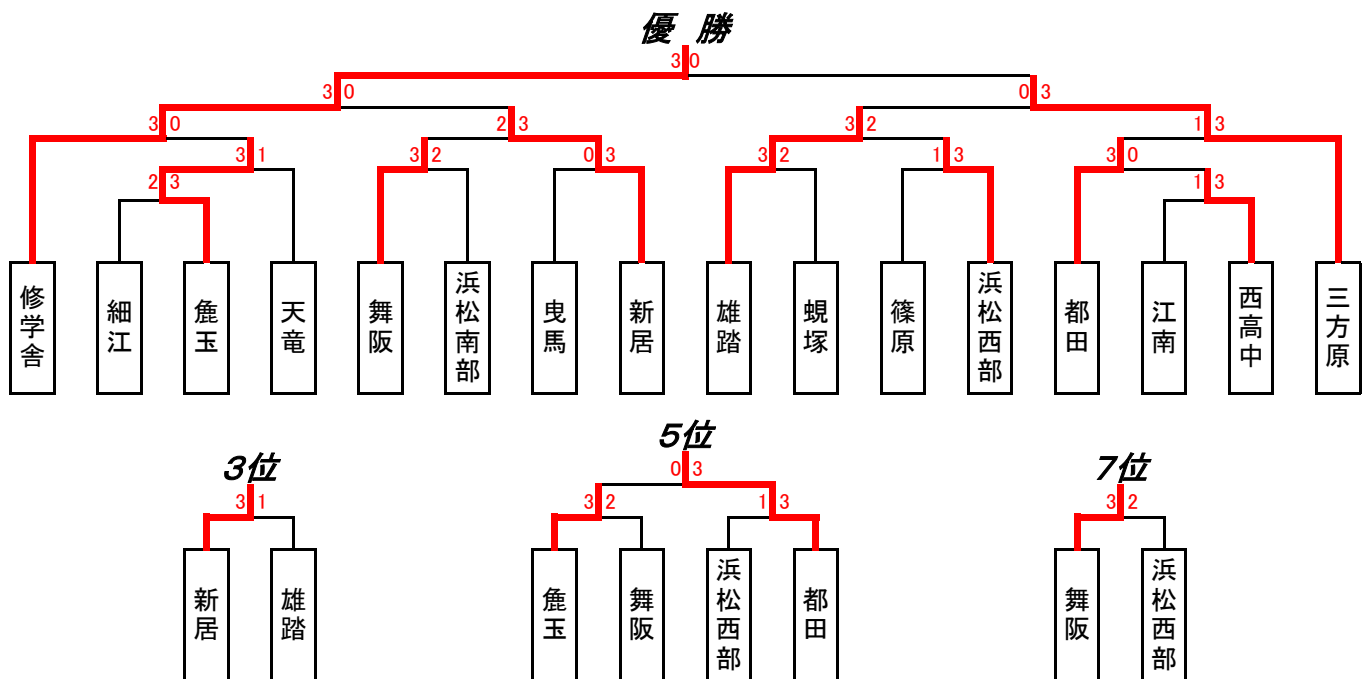 優 勝
3 0
3 0
0 3
3 0
2 3
3 2
1 3
3 1
3 2
0 3
3 2
1 3
3 0
2 3
1 3
修学舎
細江
麁玉
天竜
舞阪
浜松南部
曳馬
新居
雄踏
蜆塚
篠原
浜松西部
都田
江南
西高中
三方原
3位
3 1
新居
雄踏
5位
0 3
3 2
1 3
麁玉
舞阪
浜松西部
都田
7位
3 2
舞阪
浜松西部